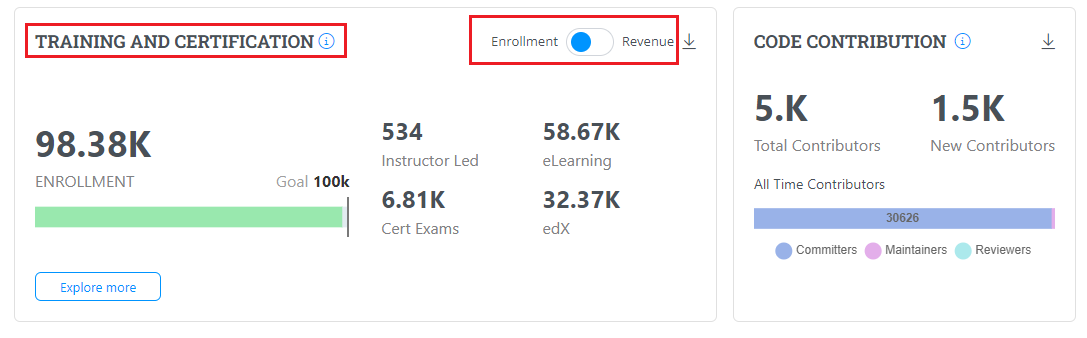 TRAINING AND CERTIFICATION
Enrollment Revenue
98.38K
ENROLLMENT Goal 100k
534
Instructor Led
58.67K
eLearning
6.81K
Cert Exams
32.37K
edX
Explore more
CODE CONTRIBUTION
5.K
Total Contributors
1.5K
New Contributors
All Time Contributors
30626
Committers Maintainers Reviewers